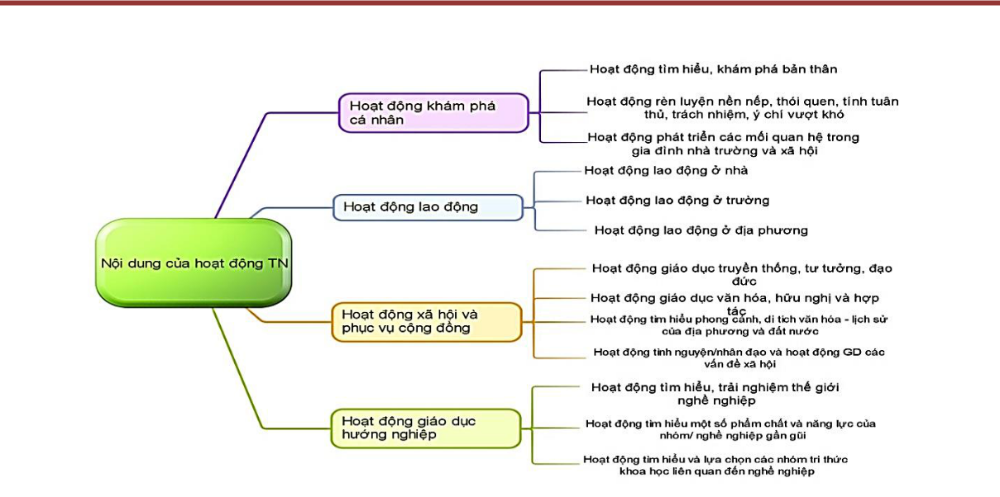 Nội dung của hoạt động TN
Hoạt động khám phá
cá nhân
Hoạt động tìm hiểu, khám phá bản thân
Hoạt động rèn luyện nền nếp, thói quen, tính tuân
thủ, trách nhiệm, ý chí vượt khó
Hoạt động phát triển các mối quan hệ trong
gia đình nhà trường và xã hội
Hoạt động lao động
Hoạt động lao động ở nhà
Hoạt động lao động ở trường
Hoạt động lao động ở địa phương
Hoạt động xã hội và
phục vụ cộng đồng
Hoạt động giáo dục truyền thống, tư tưởng, đạo
đức
Hoạt động giáo dục văn hóa, hữu nghị và hợp
tác
Hoạt động tìm hiểu phong cảnh, di tích văn hóa - lịch sử
của địa phương và đất nước
Hoạt động tình nguyện/nhân đạo và hoạt động GD các
vấn đề xã hội
Hoạt động giáo dục
hướng nghiệp
Hoạt động tìm hiểu, trải nghiệm thế giới
nghề nghiệp
Hoạt động tìm hiểu một số phẩm chất và năng lực của
nhóm/ nghề nghiệp gần gũi
Hoạt động tìm hiểu và lựa chọn các nhóm tri thức
khoa học liên quan đến nghề nghiệp